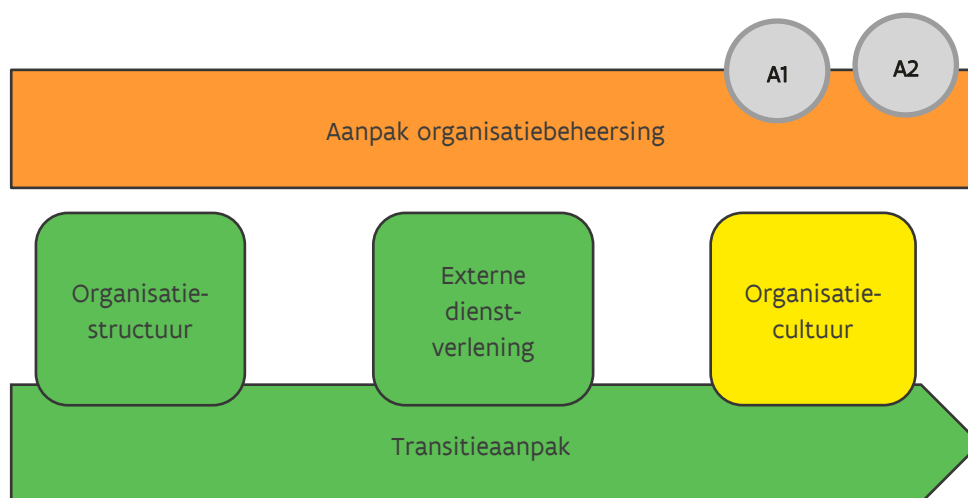 A1
A2
Aanpak organisatiebeheersing
Organisatie-
structuur
Externe
dienst-
verlening
Organisatie-
cultuur
Transitieaanpak